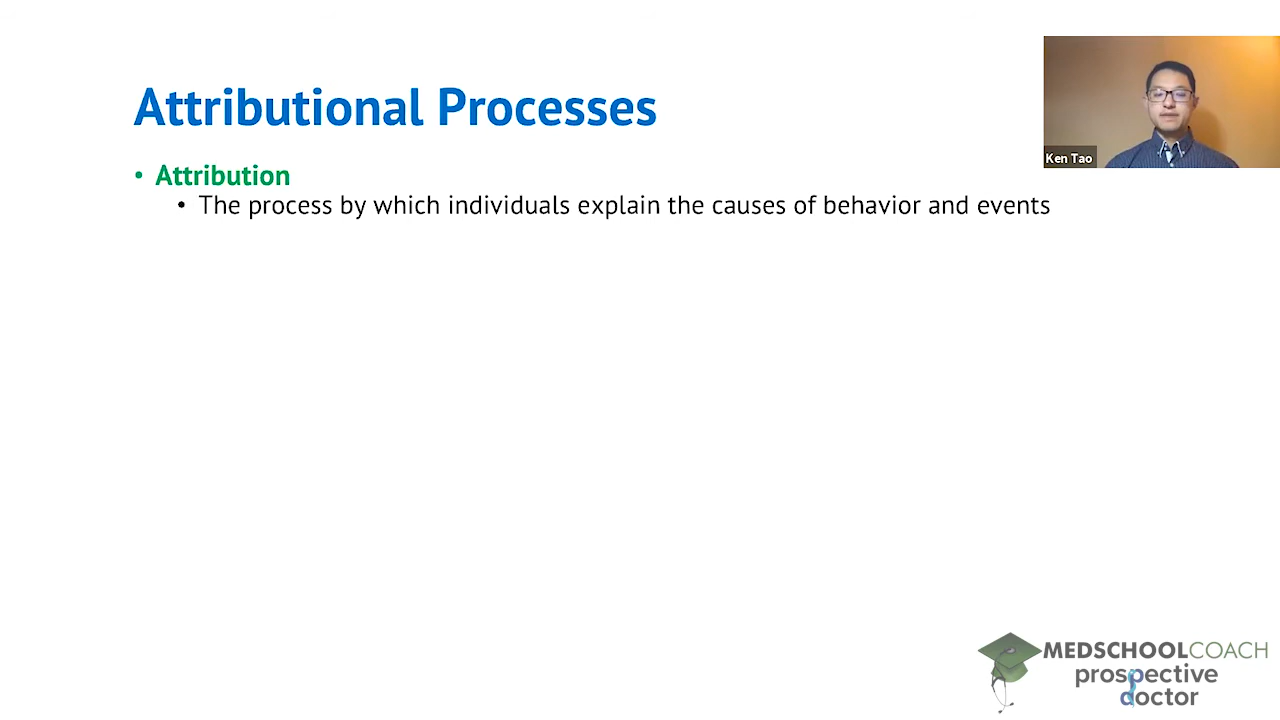 Attributional Processes
Ken Tao
• Attribution
• The process by which individuals explain the causes of behavior and events
MEDSCHOOLCOACH
prospective
doctor